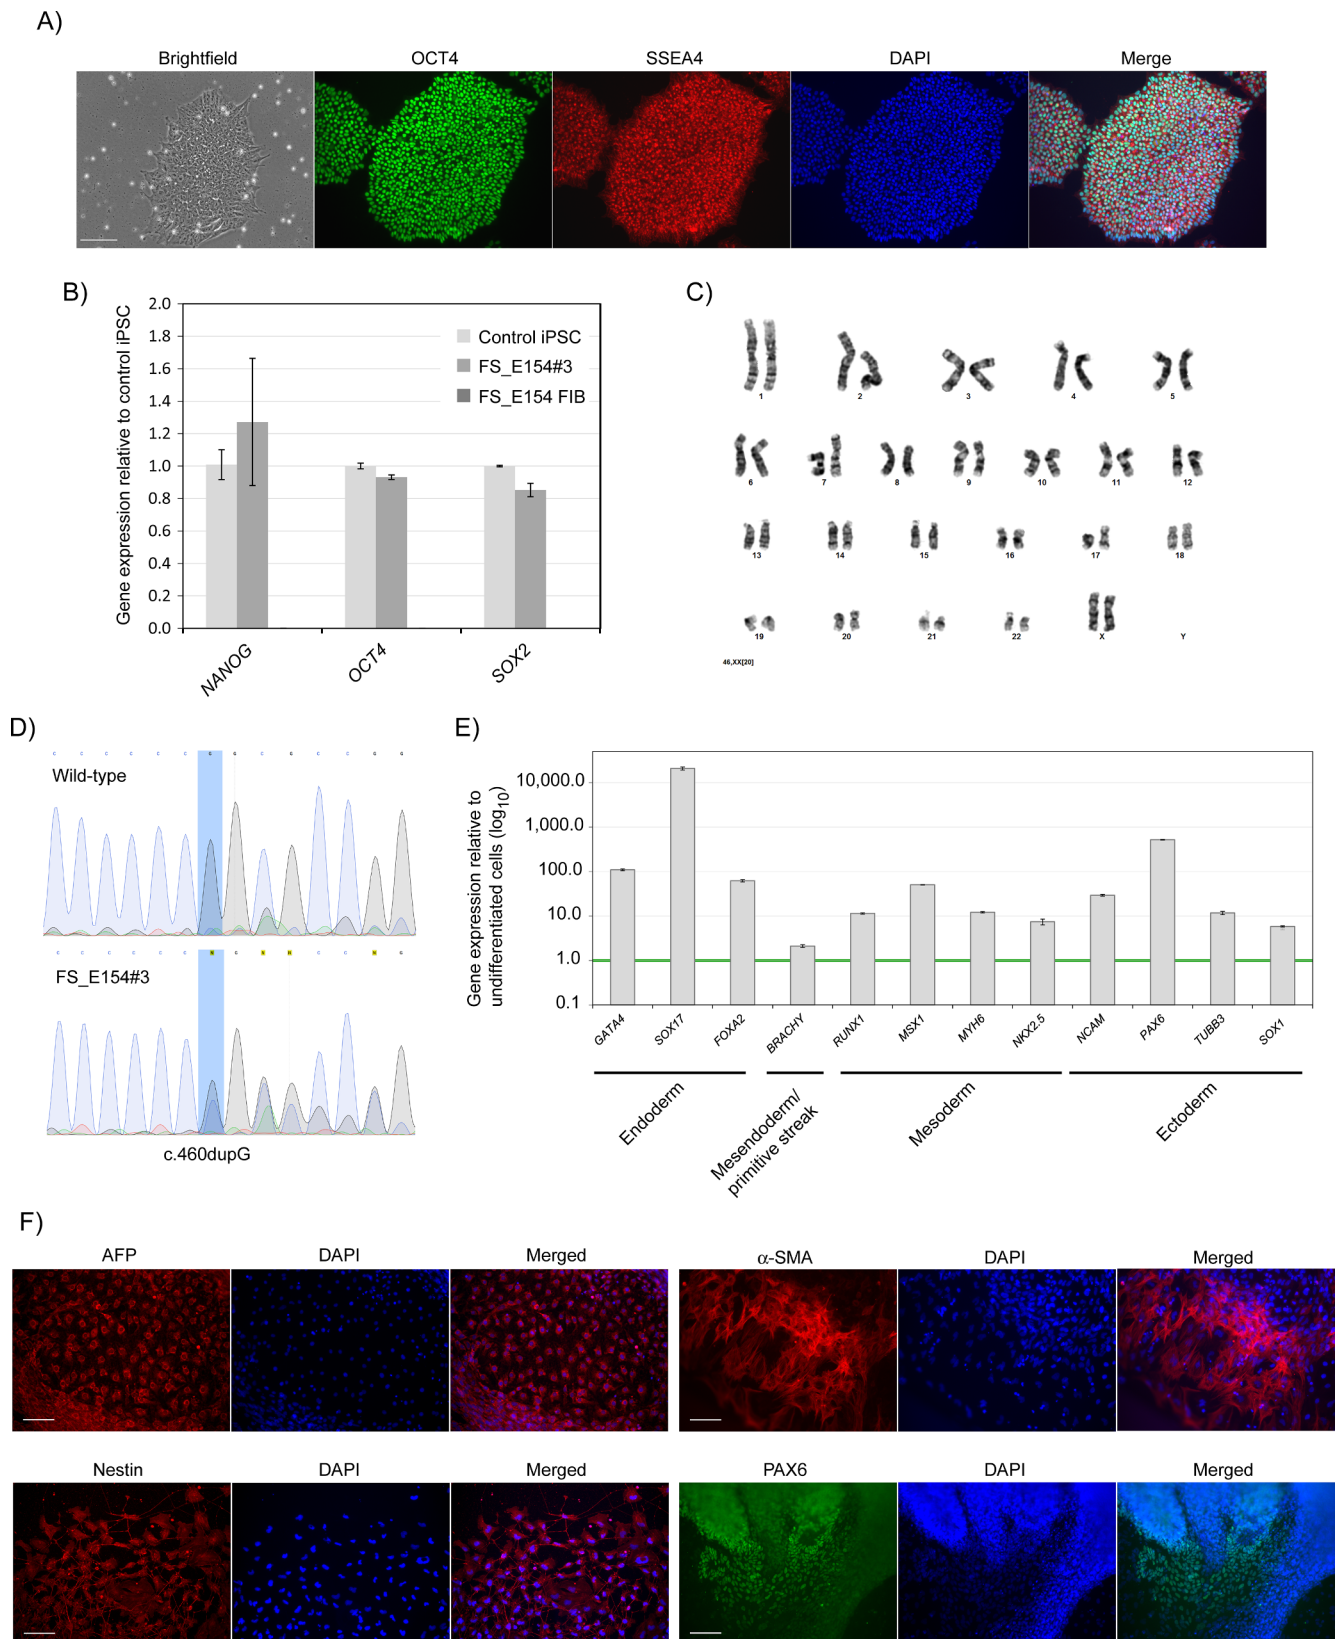 A)
Brightfield OCT4 SSEA4 DAPI Merge
B)
Gene expression relative to control iPSC
2.0
1.8
1.6
1.4
1.2
1.0
0.8
0.6
0.4
0.2
0.0
Control iPSC
FS_E154#3
FS_E154 FIB
NANOG OCT4 SOX2
C)
1 2 3 4 5
6 7 8 9 10 11 12
13 14 15 16 17 18
19 20 21 22 X Y
46,XX[20]
D)
Wild-type
FS_E154#3
c.460dupG
E)
Gene expression relative to
undifferentiated cells (log10)
10,000.0
1,000.0
100.0
10.0
1.0
0.1
GATA4 SOX17 FOXA2 BRACHY RUNX1 MSX1 MYH6 NKX2.5 NCAM PAX6 TUBB3 SOX1
Endoderm
Mesendoderm/
primitive streak
Mesoderm
Ectoderm
F)
AFP DAPI Merged α-SMA DAPI Merged
Nestin DAPI Merged PAX6 DAPI Merged